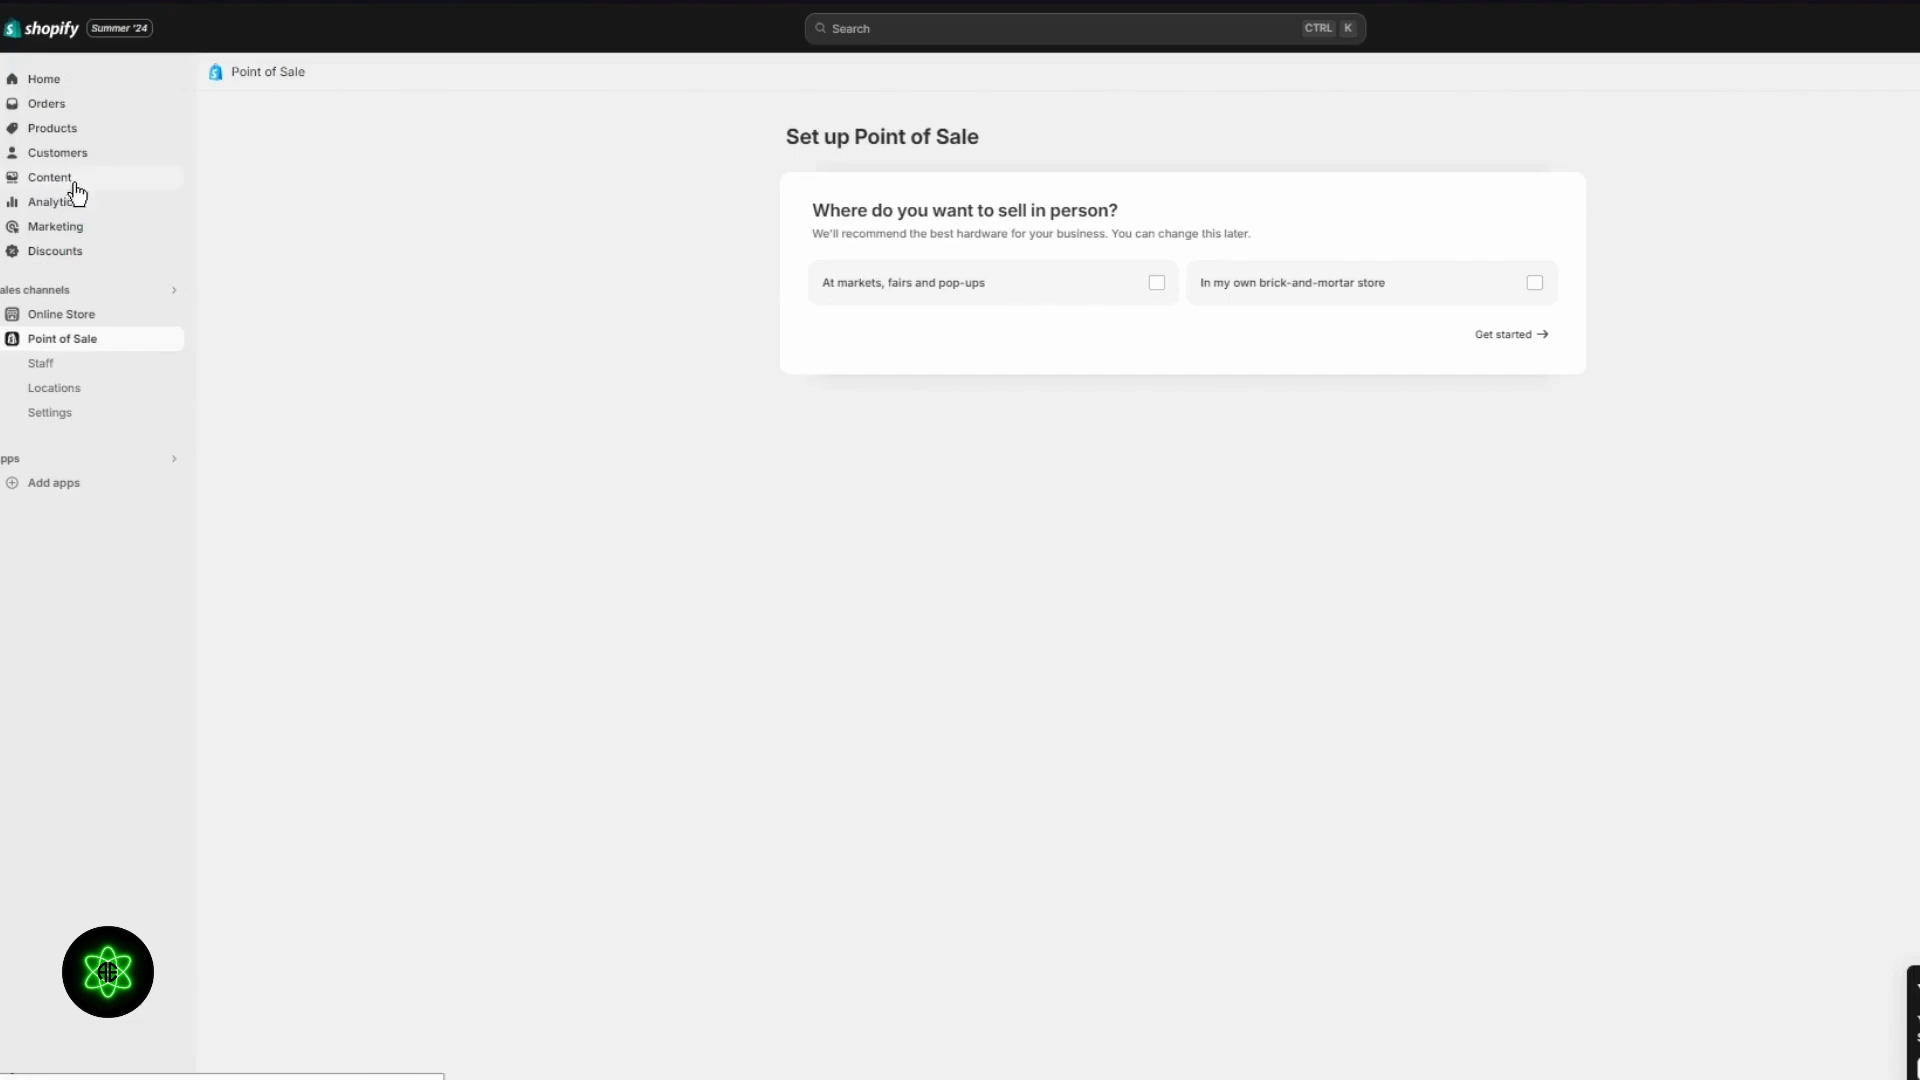 shopify Summer '24
Search CTRL K
Home
Orders
Products
Customers
Content
Analytic
Marketing
Discounts
ales channels
Online Store
Point of Sale
Staff
Locations
Settings
pps
Add apps
Point of Sale
Set up Point of Sale
Where do you want to sell in person?
We'll recommend the best hardware for your business. You can change this later.
At markets, fairs and pop-ups
In my own brick-and-mortar store
Get started